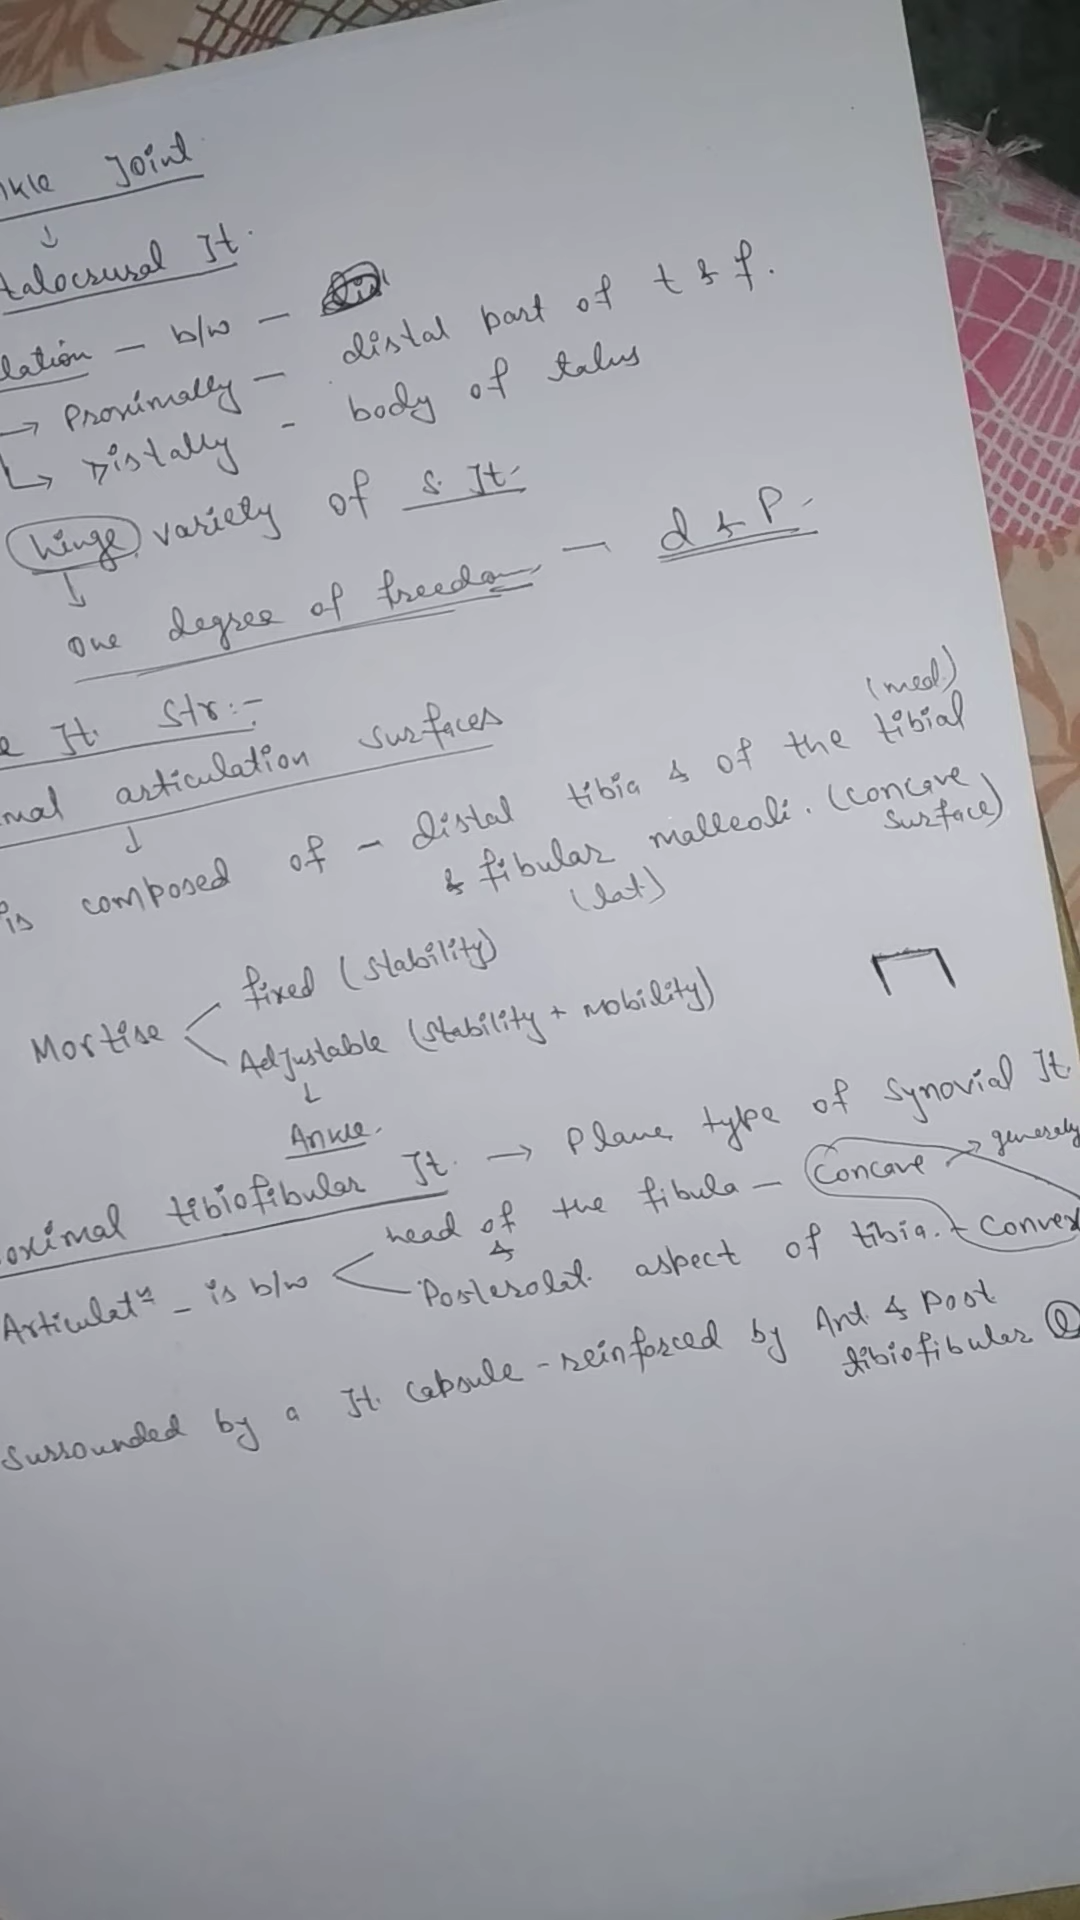 nkle Joint
↓
talocrural Jt.
lation - b/w -
→ Proximally - distal part of t & f.
↳ Distally - body of talus
hinge variety of s. Jt.
↓
one degree of freedom - d & P.
e Jt. Str:-
mal articulation surfaces
↓
(med)
is composed of - distal tibia & of the tibial
& fibular malleoli. (concave surface)
(lat)
Mortise
fixed (stability)
Adjustable (stability + mobility)
↓
Ankle.
oximal tibiofibular Jt. → Plane type of synovial Jt.
Articulatⁿ - is b/w
head of the fibula - Concave → generely
&
Posterolat. aspect of tibia. - Convex
Surrounded by a Jt. capsule - reinforced by Ant. & post
tibiofibular